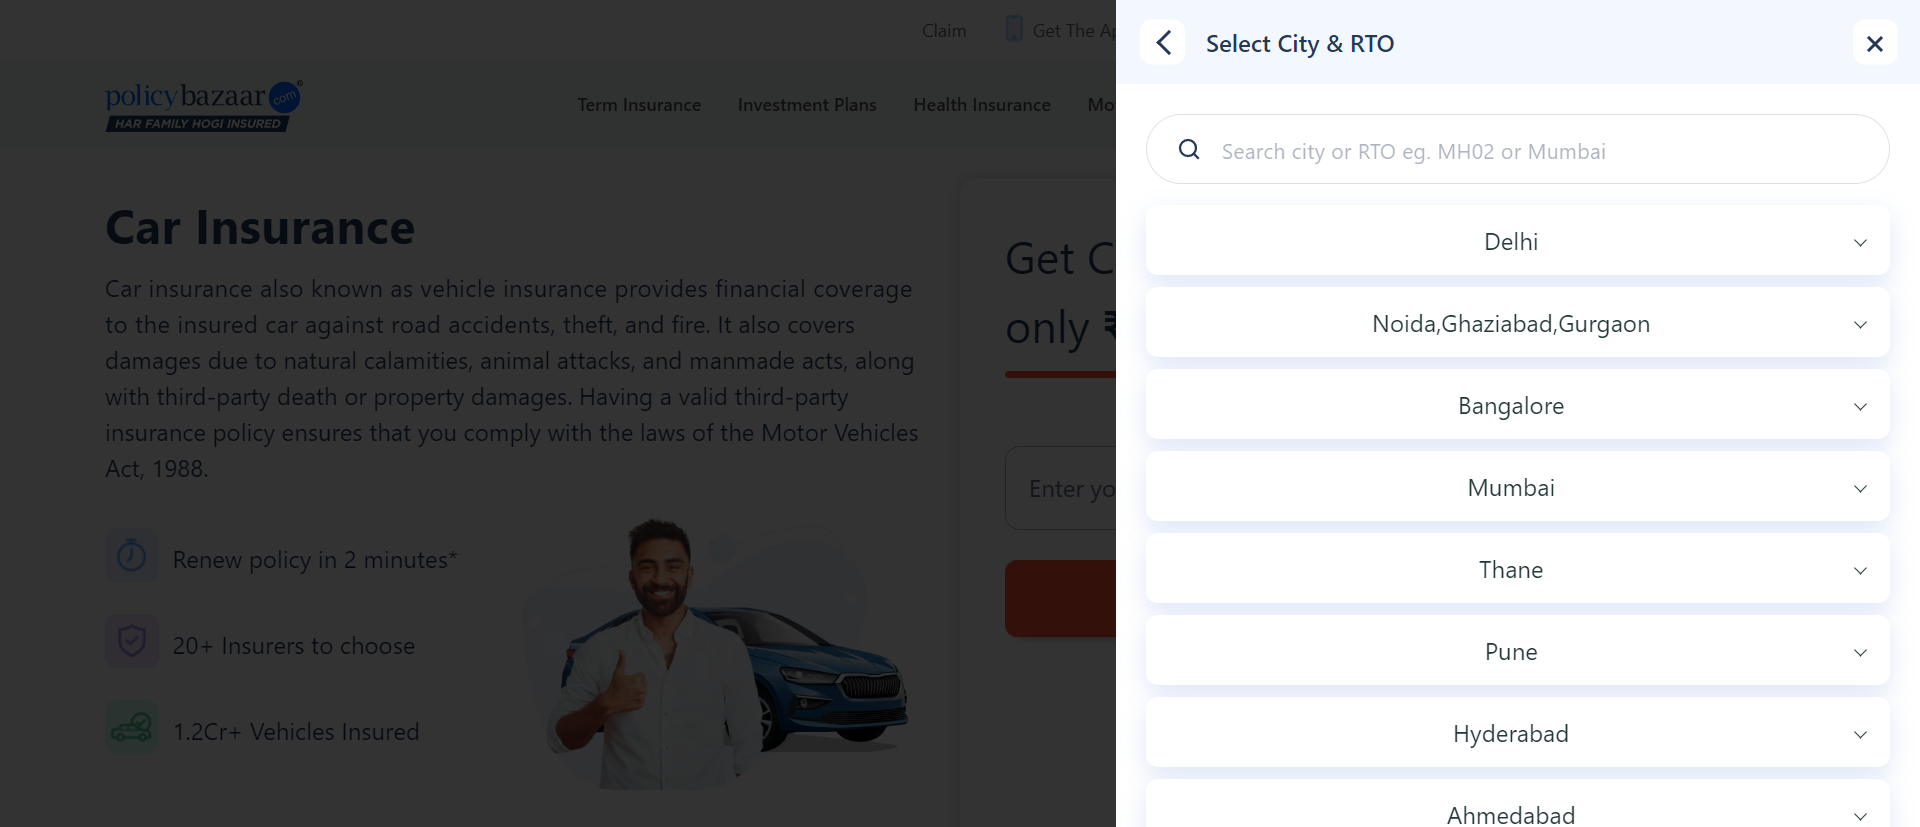 Claim
Get The
policybazaar.com®
HAR FAMILY HOGI INSURED
Term Insurance
Investment Plans
Health Insurance
Car Insurance
Car insurance also known as vehicle insurance provides financial coverage
to the insured car against road accidents, theft, and fire. It also covers
damages due to natural calamities, animal attacks, and manmade acts, along
with third-party death or property damages. Having a valid third-party
insurance policy ensures that you comply with the laws of the Motor Vehicles
Act, 1988.
Renew policy in 2 minutes*
20+ Insurers to choose
1.2Cr+ Vehicles Insured
Get
only ₹
Enter
Select City & RTO
Search city or RTO eg. MH02 or Mumbai
Delhi
Noida,Ghaziabad,Gurgaon
Bangalore
Mumbai
Thane
Pune
Hyderabad
Ahmedabad